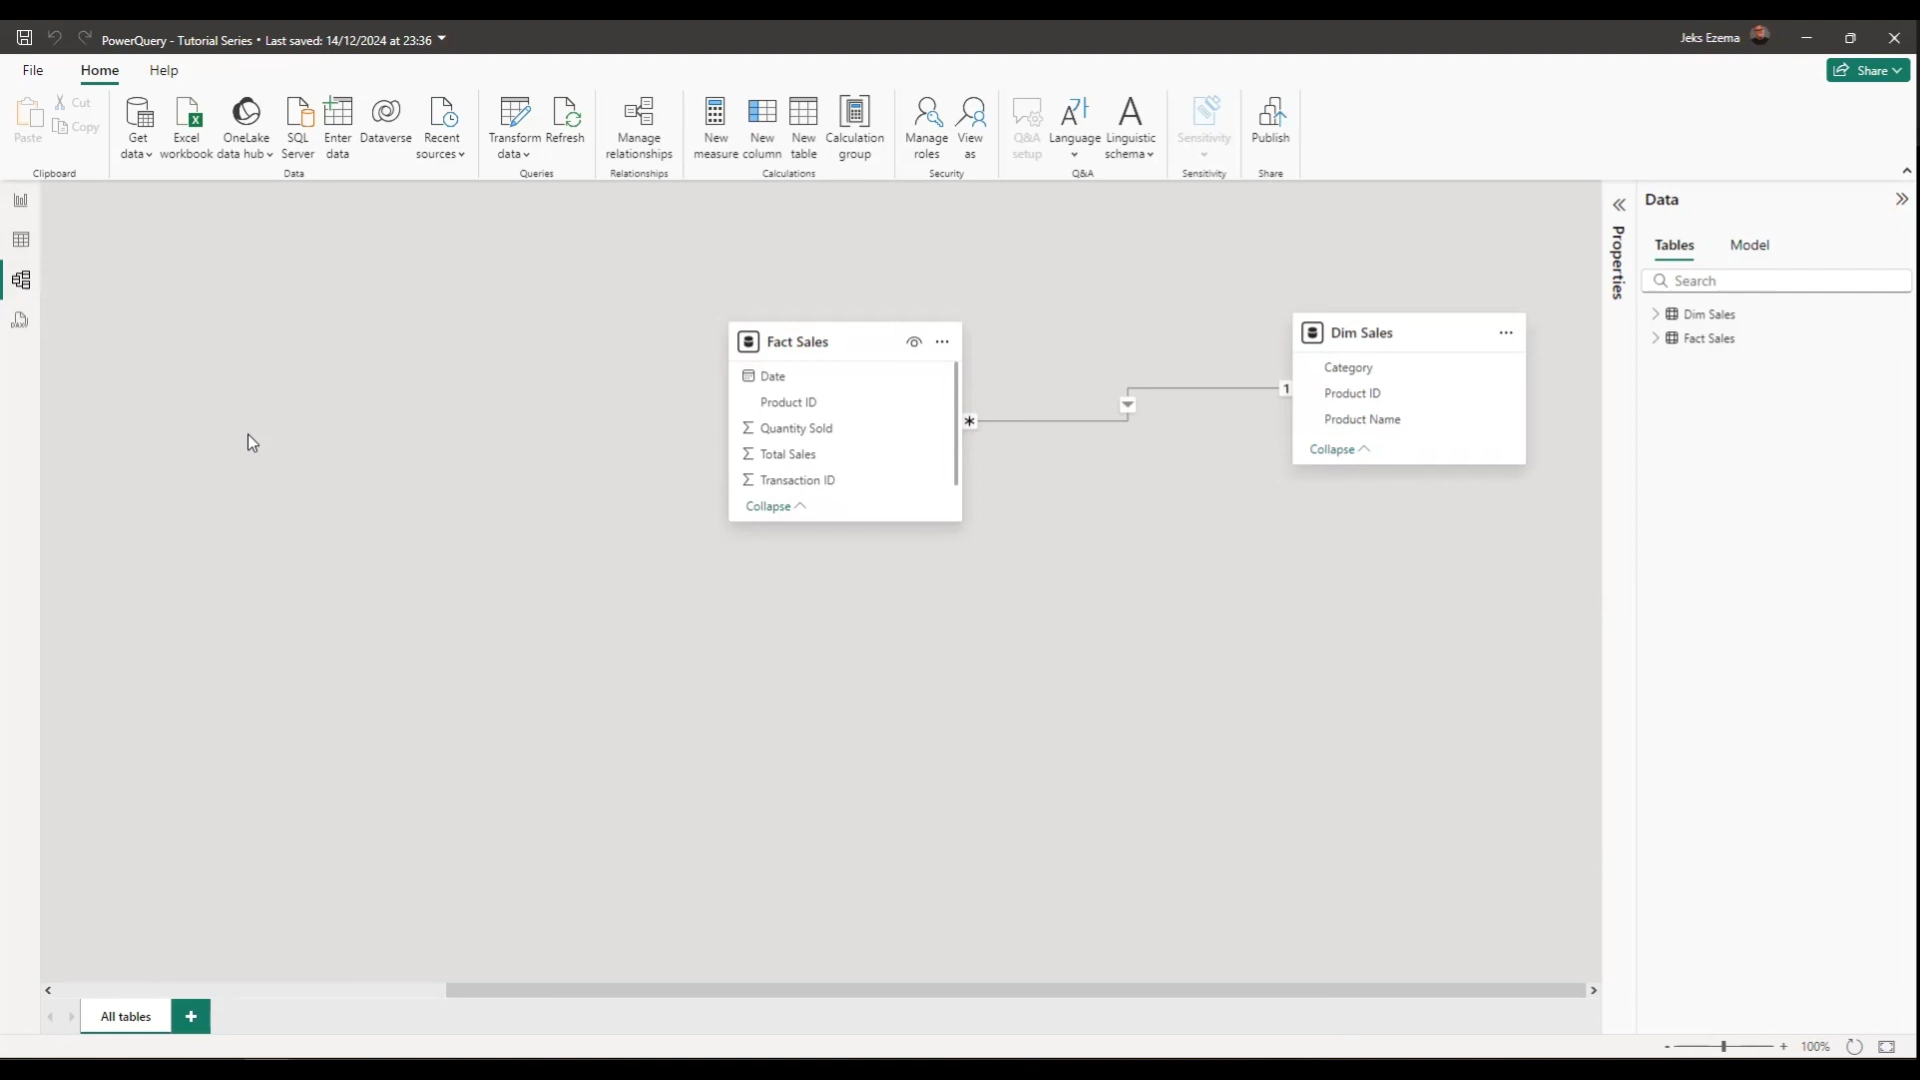 PowerQuery - Tutorial Series • Last saved: 14/12/2024 at 23:36
Jeks Ezema
File
Home
Help
Share
Paste
Cut
Copy
Clipboard
Get data
Excel workbook
OneLake data hub
SQL Server
Enter data
Dataverse
Recent sources
Data
Transform data
Refresh
Queries
Manage relationships
Relationships
New measure
New column
New table
Calculation group
Calculations
Manage roles
View as
Security
Q&A setup
Language
Linguistic schema
Q&A
Sensitivity
Sensitivity
Publish
Share
Properties
Data
Tables
Model
Search
Dim Sales
Fact Sales
Fact Sales
Date
Product ID
Σ Quantity Sold
Σ Total Sales
Σ Transaction ID
Collapse
*
1
Dim Sales
Category
Product ID
Product Name
Collapse
DAX
All tables
+
- + 100%